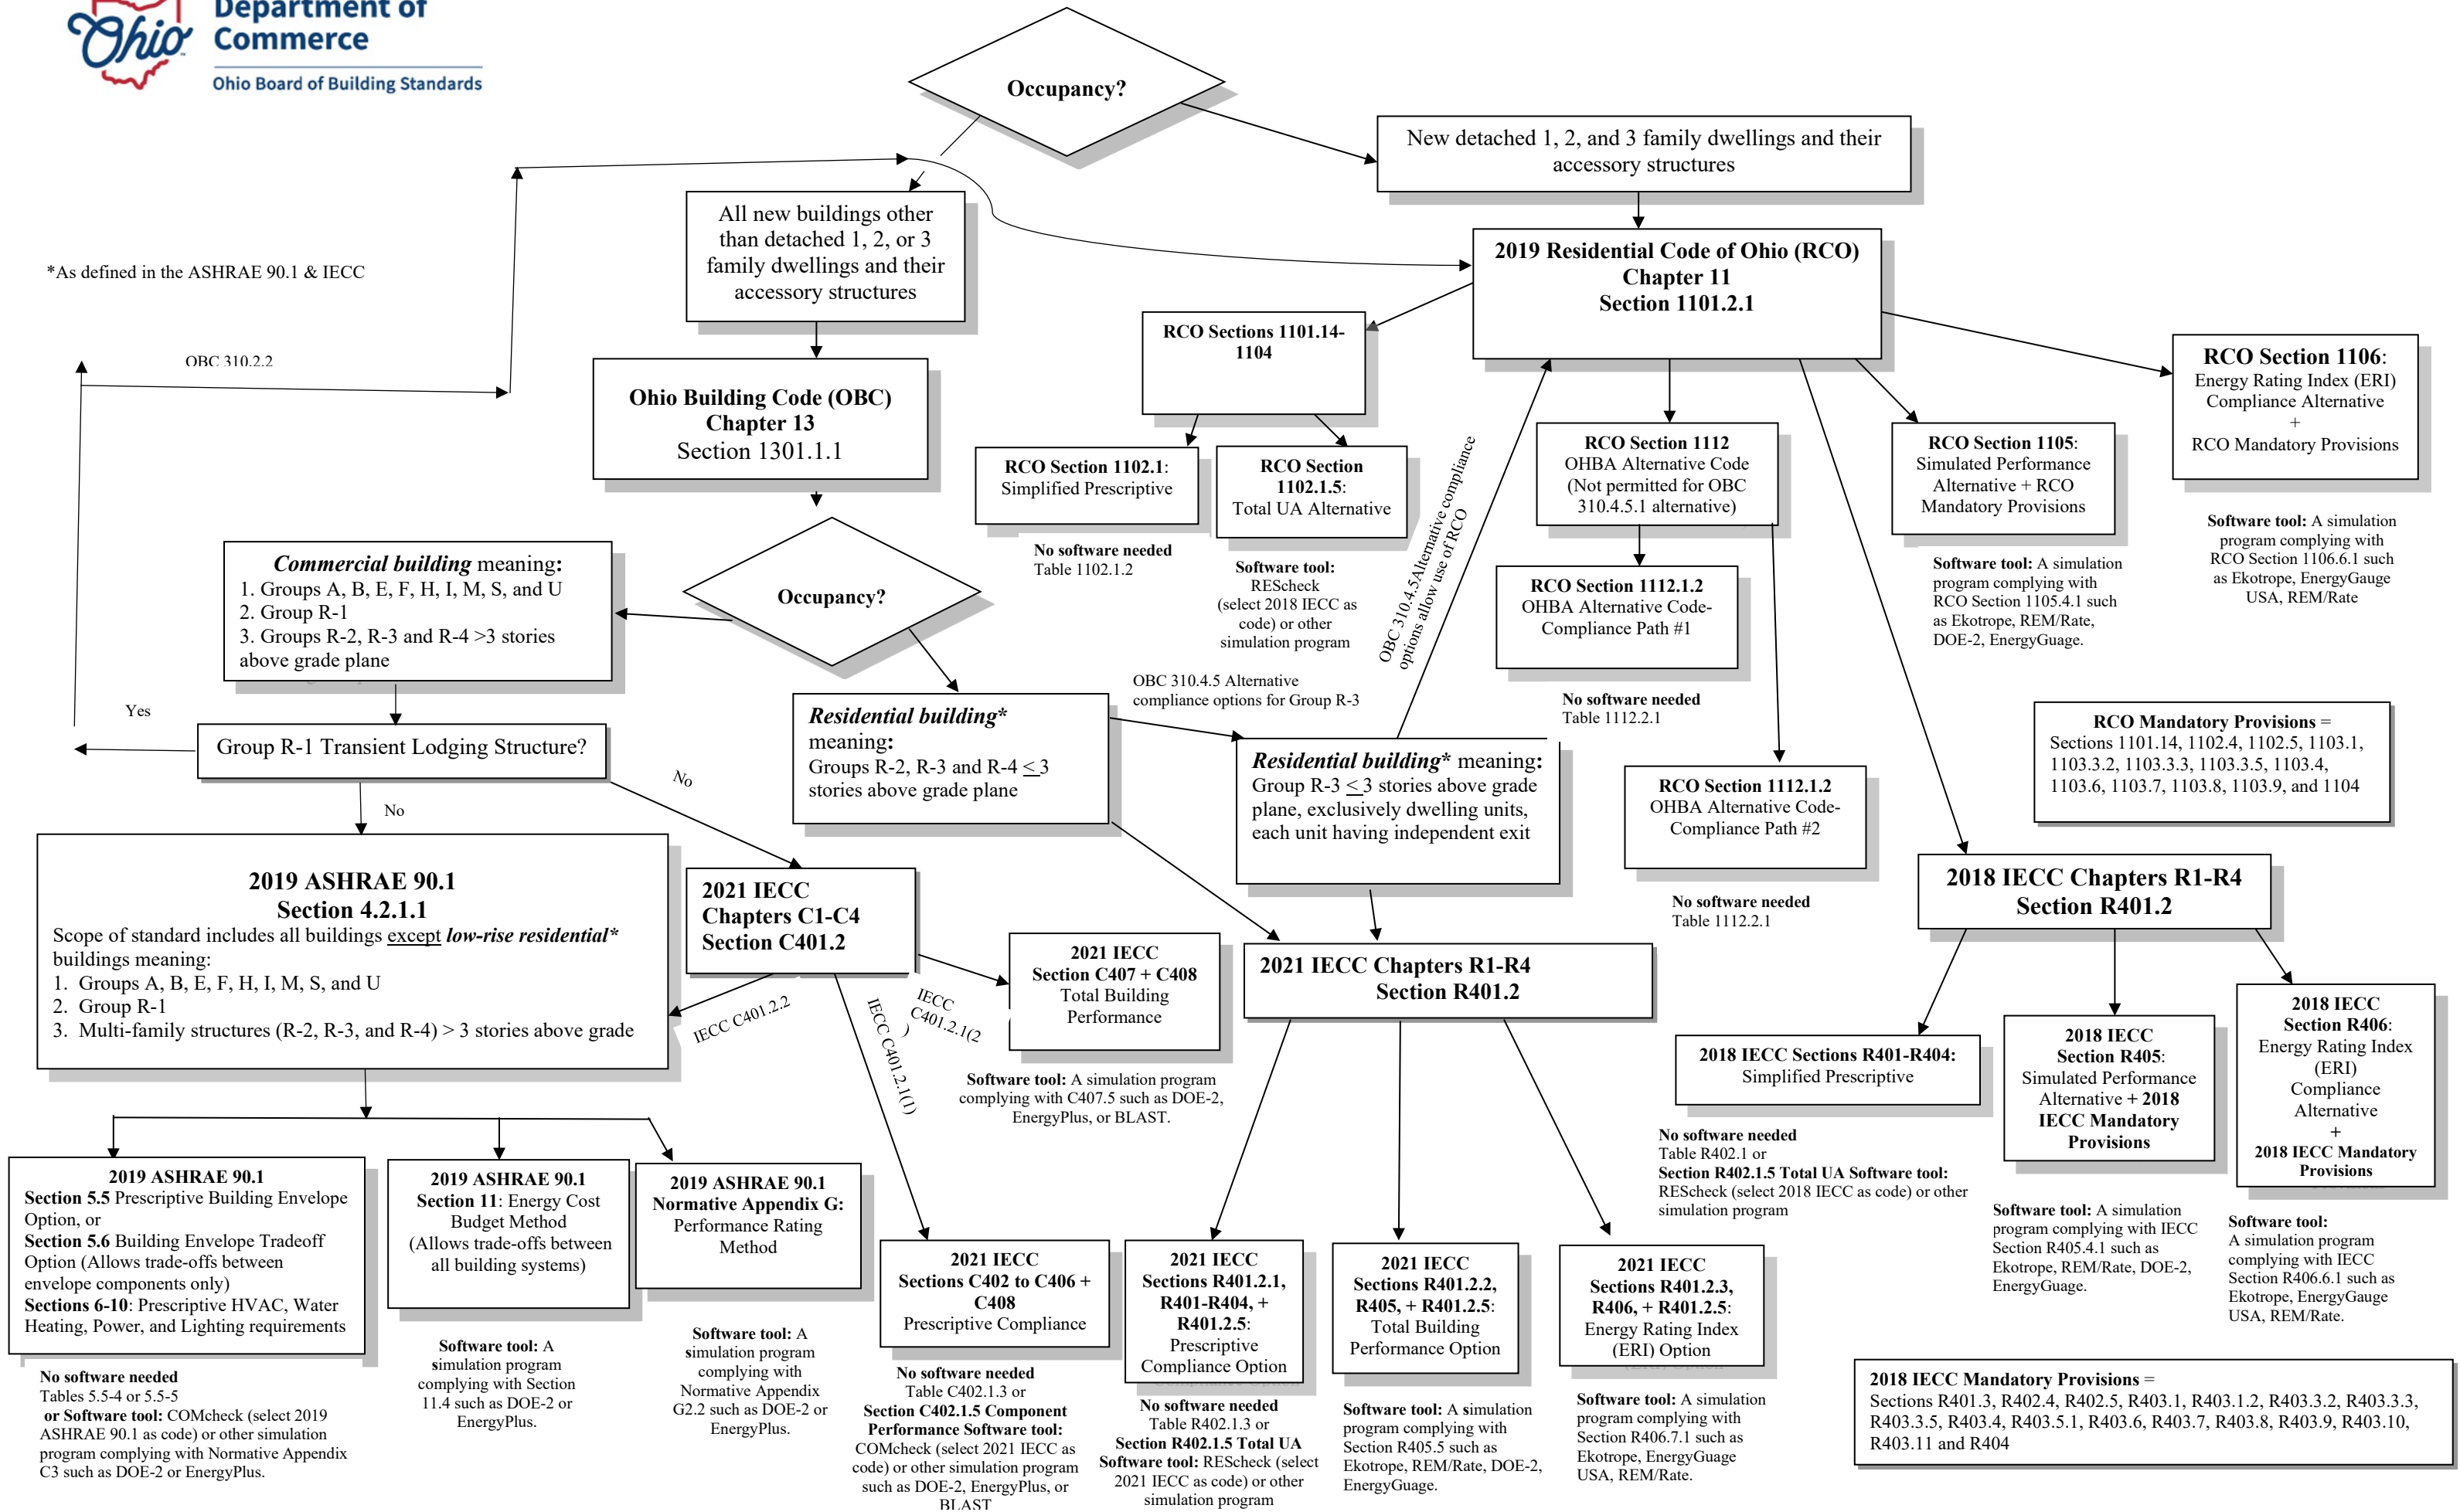 Department of
Commerce
Ohio
Ohio Board of Building Standards
Occupancy?
New detached 1, 2, and 3 family dwellings and their
accessory structures
All new buildings other
than detached 1, 2, or 3
family dwellings and their
accessory structures
2019 Residential Code of Ohio (RCO)
Chapter 11
Section 1101.2.1
*As defined in the ASHRAE 90.1 & IECC
OBC 310.2.2
Ohio Building Code (OBC)
Chapter 13
Section 1301.1.1
RCO Sections 1101.14-
1104
RCO Section 1106:
Energy Rating Index (ERI)
Compliance Alternative
+
RCO Mandatory Provisions
Software tool: A simulation
program complying with
RCO Section 1106.6.1 such
as Ekotrope, EnergyGauge
USA, REM/Rate
RCO Section 1102.1:
Simplified Prescriptive
No software needed
Table 1102.1.2
RCO Section
1102.1.5:
Total UA Alternative
Software tool:
REScheck
(select 2018 IECC as
code) or other
simulation program
OBC 310.4.5Alternative compliance
options allow use of RCO
RCO Section 1112
OHBA Alternative Code
(Not permitted for OBC
310.4.5.1 alternative)
RCO Section 1105:
Simulated Performance
Alternative + RCO
Mandatory Provisions
Software tool: A simulation
program complying with
RCO Section 1105.4.1 such
as Ekotrope, REM/Rate,
DOE-2, EnergyGuage.
RCO Section 1112.1.2
OHBA Alternative Code-
Compliance Path #1
No software needed
Table 1112.2.1
RCO Section 1112.1.2
OHBA Alternative Code-
Compliance Path #2
No software needed
Table 1112.2.1
RCO Mandatory Provisions =
Sections 1101.14, 1102.4, 1102.5, 1103.1,
1103.3.2, 1103.3.3, 1103.3.5, 1103.4,
1103.6, 1103.7, 1103.8, 1103.9, and 1104
Commercial building meaning:
1. Groups A, B, E, F, H, I, M, S, and U
2. Group R-1
3. Groups R-2, R-3 and R-4 >3 stories
above grade plane
Occupancy?
Yes
Group R-1 Transient Lodging Structure?
No
No
Residential building*
meaning:
Groups R-2, R-3 and R-4 < 3
stories above grade plane
OBC 310.4.5 Alternative
compliance options for Group R-3
Residential building* meaning:
Group R-3 < 3 stories above grade
plane, exclusively dwelling units,
each unit having independent exit
2019 ASHRAE 90.1
Section 4.2.1.1
Scope of standard includes all buildings except low-rise residential*
buildings meaning:
1. Groups A, B, E, F, H, I, M, S, and U
2. Group R-1
3. Multi-family structures (R-2, R-3, and R-4) > 3 stories above grade
2021 IECC
Chapters C1-C4
Section C401.2
IECC C401.2.2
IECC C401.2.1(1)
IECC
C401.2.1(2
)
2021 IECC
Section C407 + C408
Total Building
Performance
Software tool: A simulation program
complying with C407.5 such as DOE-2,
EnergyPlus, or BLAST.
2021 IECC Chapters R1-R4
Section R401.2
2018 IECC Chapters R1-R4
Section R401.2
2018 IECC Sections R401-R404:
Simplified Prescriptive
No software needed
Table R402.1 or
Section R402.1.5 Total UA Software tool:
REScheck (select 2018 IECC as code) or other
simulation program
2018 IECC
Section R405:
Simulated Performance
Alternative + 2018
IECC Mandatory
Provisions
Software tool: A simulation
program complying with IECC
Section R405.4.1 such as
Ekotrope, REM/Rate, DOE-2,
EnergyGuage.
2018 IECC
Section R406:
Energy Rating Index
(ERI)
Compliance
Alternative
+
2018 IECC Mandatory
Provisions
Software tool:
A simulation program
complying with IECC
Section R406.6.1 such as
Ekotrope, EnergyGauge
USA, REM/Rate.
2019 ASHRAE 90.1
Section 5.5 Prescriptive Building Envelope
Option, or
Section 5.6 Building Envelope Tradeoff
Option (Allows trade-offs between
envelope components only)
Sections 6-10: Prescriptive HVAC, Water
Heating, Power, and Lighting requirements
No software needed
Tables 5.5-4 or 5.5-5
or Software tool: COMcheck (select 2019
ASHRAE 90.1 as code) or other simulation
program complying with Normative Appendix
C3 such as DOE-2 or EnergyPlus.
2019 ASHRAE 90.1
Section 11: Energy Cost
Budget Method
(Allows trade-offs between
all building systems)
Software tool: A
simulation program
complying with Section
11.4 such as DOE-2 or
EnergyPlus.
2019 ASHRAE 90.1
Normative Appendix G:
Performance Rating
Method
Software tool: A
simulation program
complying with
Normative Appendix
G2.2 such as DOE-2 or
EnergyPlus.
2021 IECC
Sections C402 to C406 +
C408
Prescriptive Compliance
No software needed
Table C402.1.3 or
Section C402.1.5 Component
Performance Software tool:
COMcheck (select 2021 IECC as
code) or other simulation program
such as DOE-2, EnergyPlus, or
BLAST
2021 IECC
Sections R401.2.1,
R401-R404, +
R401.2.5:
Prescriptive
Compliance Option
No software needed
Table R402.1.3 or
Section R402.1.5 Total UA
Software tool: REScheck (select
2021 IECC as code) or other
simulation program
2021 IECC
Sections R401.2.2,
R405, + R401.2.5:
Total Building
Performance Option
Software tool: A simulation
program complying with
Section R405.5 such as
Ekotrope, REM/Rate, DOE-2,
EnergyGuage.
2021 IECC
Sections R401.2.3,
R406, + R401.2.5:
Energy Rating Index
(ERI) Option
Software tool: A simulation
program complying with
Section R406.7.1 such as
Ekotrope, EnergyGuage
USA, REM/Rate.
2018 IECC Mandatory Provisions =
Sections R401.3, R402.4, R402.5, R403.1, R403.1.2, R403.3.2, R403.3.3,
R403.3.5, R403.4, R403.5.1, R403.6, R403.7, R403.8, R403.9, R403.10,
R403.11 and R404